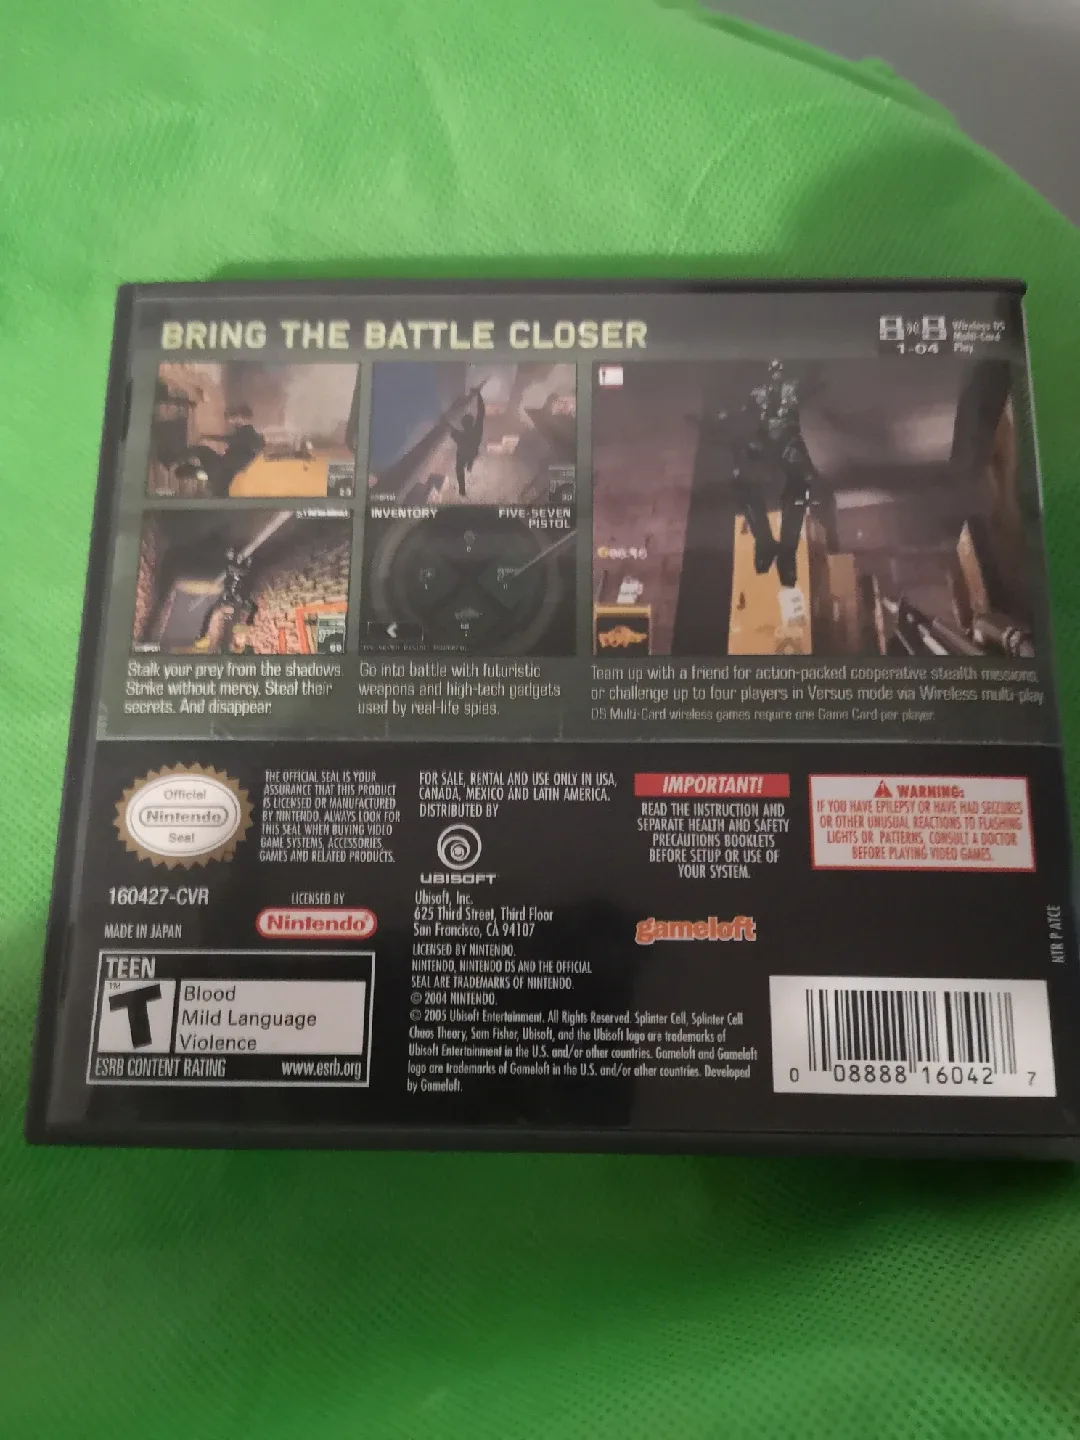 BRING THE BATTLE CLOSER
Wireless DS
Multi-Card
Play
1-04
INVENTORY
FIVE-SEVEN
PISTOL
Stalk your prey from the shadows.
Strike without mercy. Steal their
secrets. And disappear.
Go into battle with futuristic
weapons and high-tech gadgets
used by real-life spies.
Team up with a friend for action-packed cooperative stealth missions,
or challenge up to four players in Versus mode via Wireless multi-play.
DS Multi-Card wireless games require one Game Card per player.
Official
Nintendo
Seal
THE OFFICIAL SEAL IS YOUR
ASSURANCE THAT THIS PRODUCT
IS LICENSED OR MANUFACTURED
BY NINTENDO. ALWAYS LOOK FOR
THIS SEAL WHEN BUYING VIDEO
GAME SYSTEMS, ACCESSORIES,
GAMES AND RELATED PRODUCTS.
160427-CVR
MADE IN JAPAN
LICENSED BY
Nintendo®
TEEN
T
TM
Blood
Mild Language
Violence
ESRB CONTENT RATING
www.esrb.org
FOR SALE, RENTAL AND USE ONLY IN USA,
CANADA, MEXICO AND LATIN AMERICA.
DISTRIBUTED BY
UBISOFT
Ubisoft, Inc.
625 Third Street, Third Floor
San Francisco, CA 94107
LICENSED BY NINTENDO.
NINTENDO, NINTENDO DS AND THE OFFICIAL
SEAL ARE TRADEMARKS OF NINTENDO.
© 2004 NINTENDO.
© 2005 Ubisoft Entertainment. All Rights Reserved. Splinter Cell, Splinter Cell
Chaos Theory, Sam Fisher, Ubisoft, and the Ubisoft logo are trademarks of
Ubisoft Entertainment in the U.S. and/or other countries. Gameloft and Gameloft
logo are trademarks of Gameloft in the U.S. and/or other countries. Developed
by Gameloft.
IMPORTANT!
READ THE INSTRUCTION AND
SEPARATE HEALTH AND SAFETY
PRECAUTIONS BOOKLETS
BEFORE SETUP OR USE OF
YOUR SYSTEM.
gameloft
WARNING:
IF YOU HAVE EPILEPSY OR HAVE HAD SEIZURES
OR OTHER UNUSUAL REACTIONS TO FLASHING
LIGHTS OR PATTERNS, CONSULT A DOCTOR
BEFORE PLAYING VIDEO GAMES.
NTR P ATCE
0 08888 16042 7